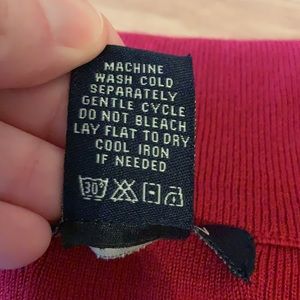 MACHINE
WASH COLD
SEPARATELY
GENTLE CYCLE
DO NOT BLEACH
LAY FLAT TO DRY
COOL IRON
IF NEEDED
30°